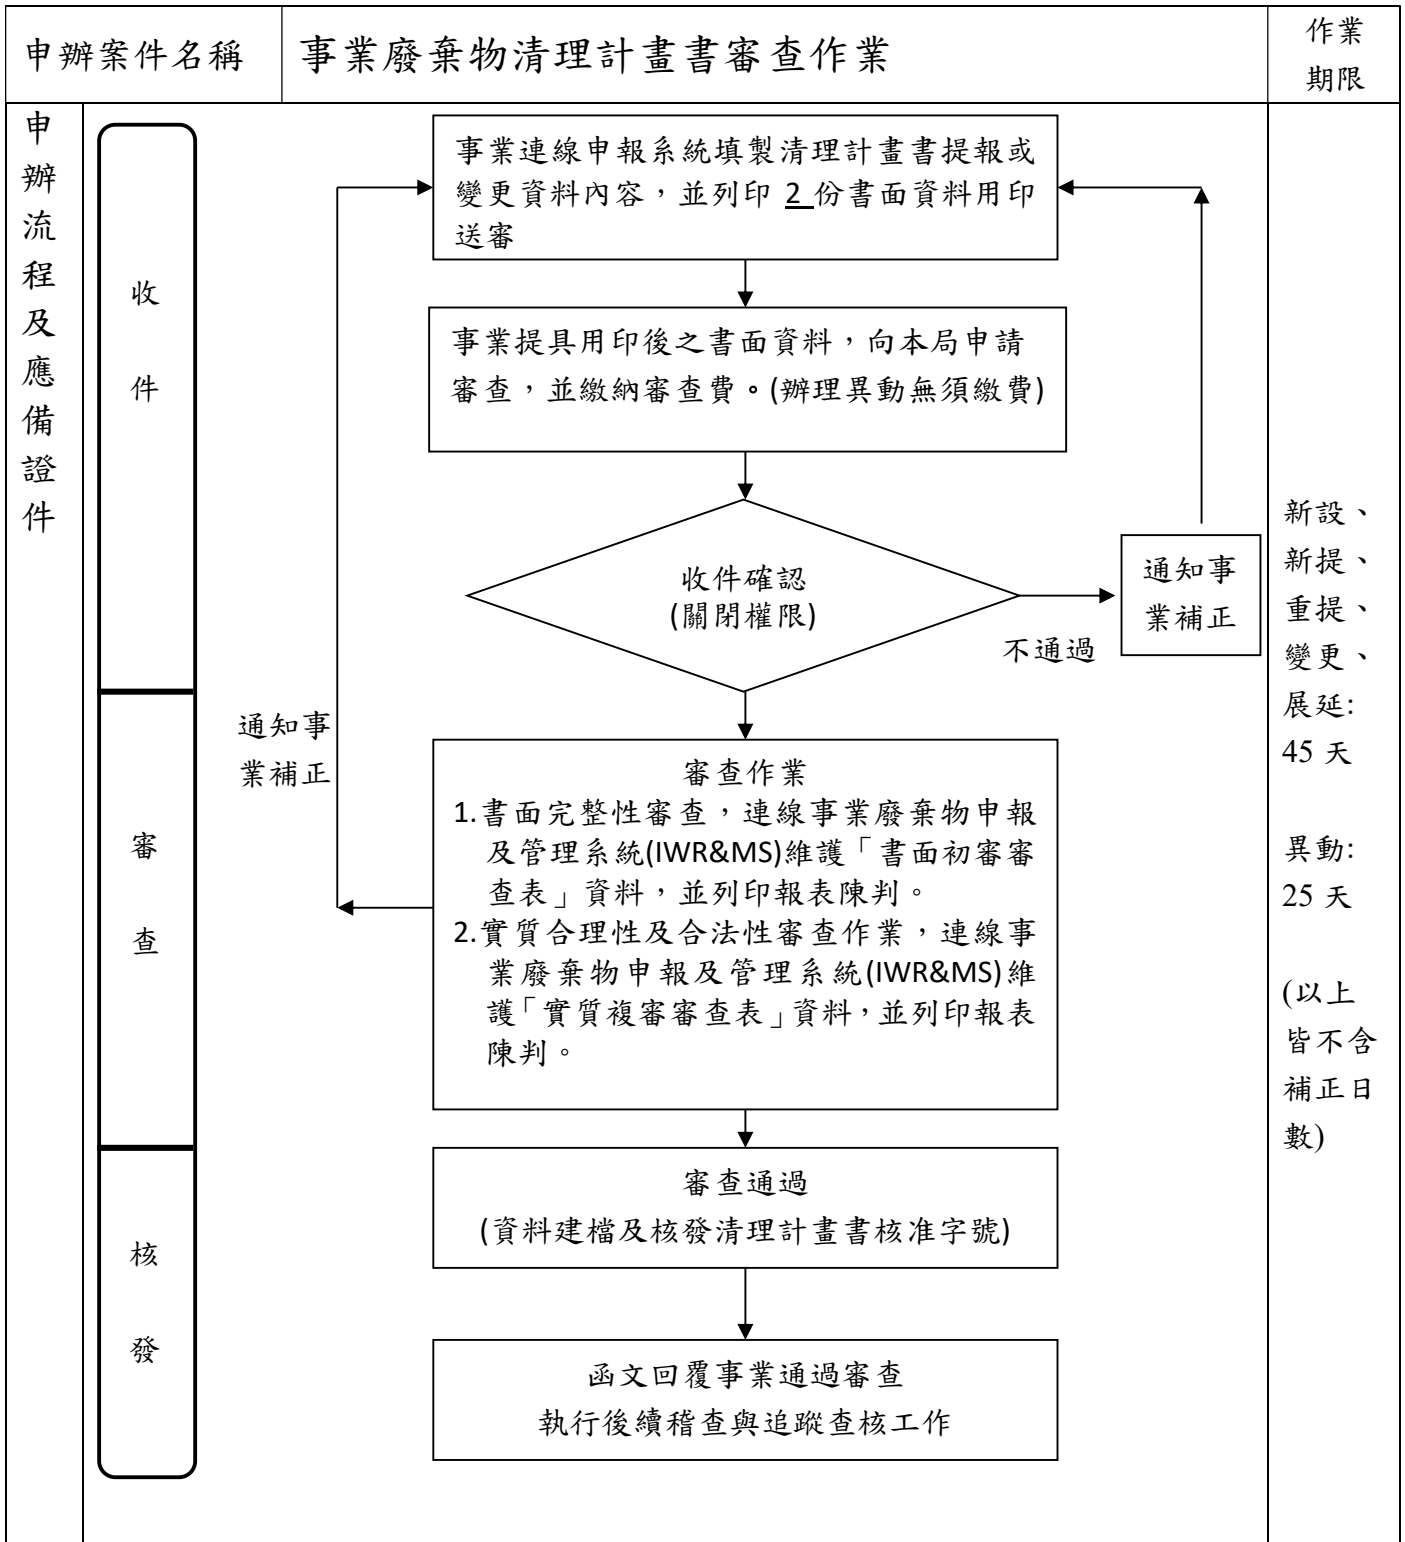 申辦案件名稱
事業廢棄物清理計畫書審查作業
作業
期限
申
辦
流
程
及
應
備
證
件
收
件
審
查
核
發
事業連線申報系統填製清理計畫書提報或
變更資料內容，並列印 2 份書面資料用印
送審
事業提具用印後之書面資料，向本局申請
審查，並繳納審查費。(辦理異動無須繳費)
收件確認
(關閉權限)
不通過
通知事
業補正
通知事
業補正
審查作業
1.書面完整性審查，連線事業廢棄物申報
及管理系統(IWR&MS)維護「書面初審審
查表」資料，並列印報表陳判。
2.實質合理性及合法性審查作業，連線事
業廢棄物申報及管理系統(IWR&MS)維
護「實質複審審查表」資料，並列印報表
陳判。
審查通過
(資料建檔及核發清理計畫書核准字號)
函文回覆事業通過審查
執行後續稽查與追蹤查核工作
新設、
新提、
重提、
變更、
展延:
45 天
異動:
25 天
(以上
皆不含
補正日
數)